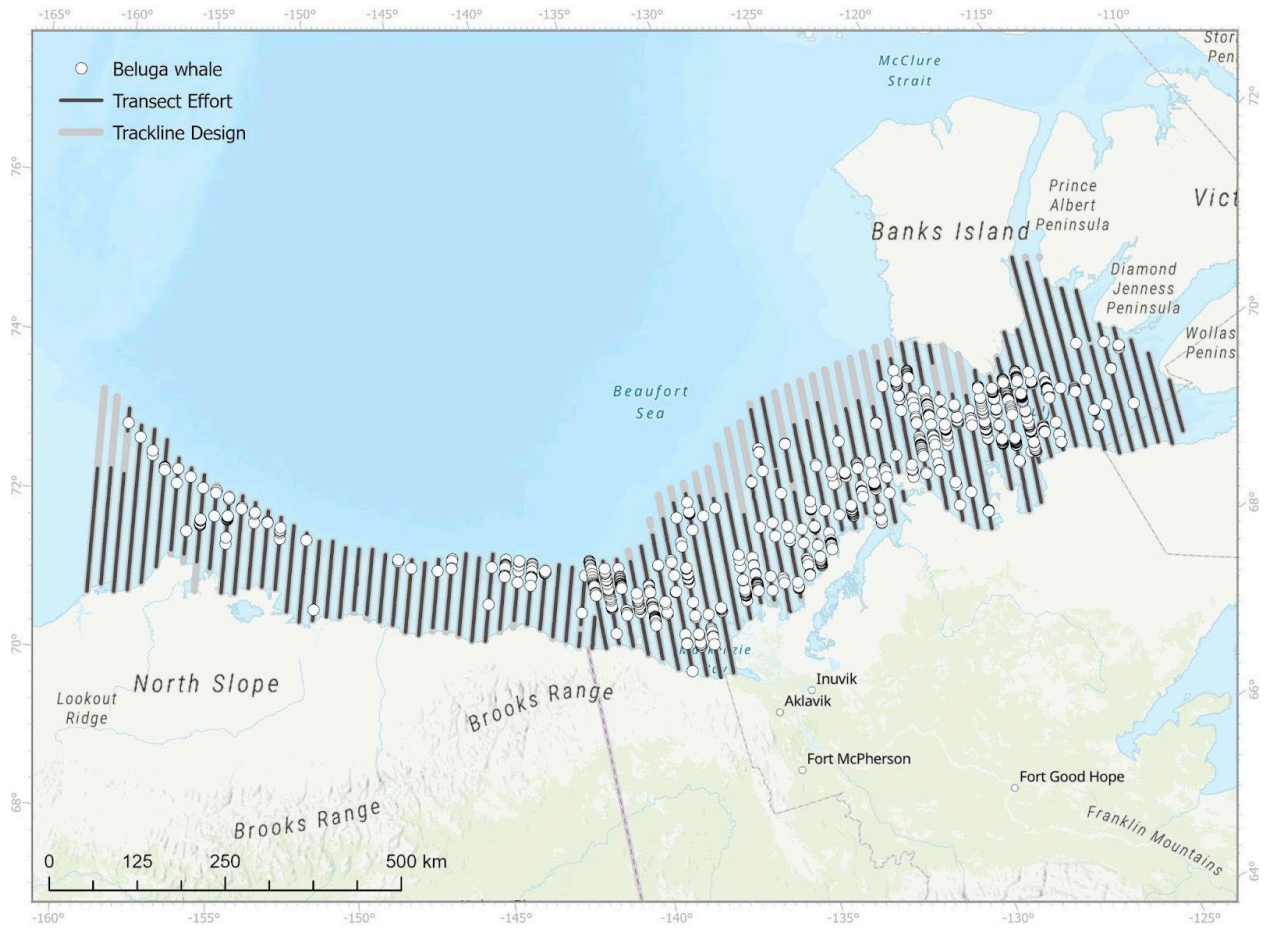 -165° -160° -155° -150° -145° -140° -135° -130° -125° -120° -115° -110°
Beluga whale
Transect Effort
Trackline Design
McClure
Strait
Stor
Pen
72°
76°
Prince
Albert
Peninsula
Vict
Banks Island
Diamond
Jenness
Peninsula
70°
74°
Wollas
Penins
Beaufort
Sea
72°
68°
70°
Inuvik
66°
Lookout
Ridge
North Slope
Brooks Range
Aklavik
Fort McPherson
Fort Good Hope
68°
Brooks Range
Franklin Mountains
0 125 250 500 km
64°
-160° -155° -150° -145° -140° -135° -130° -125°